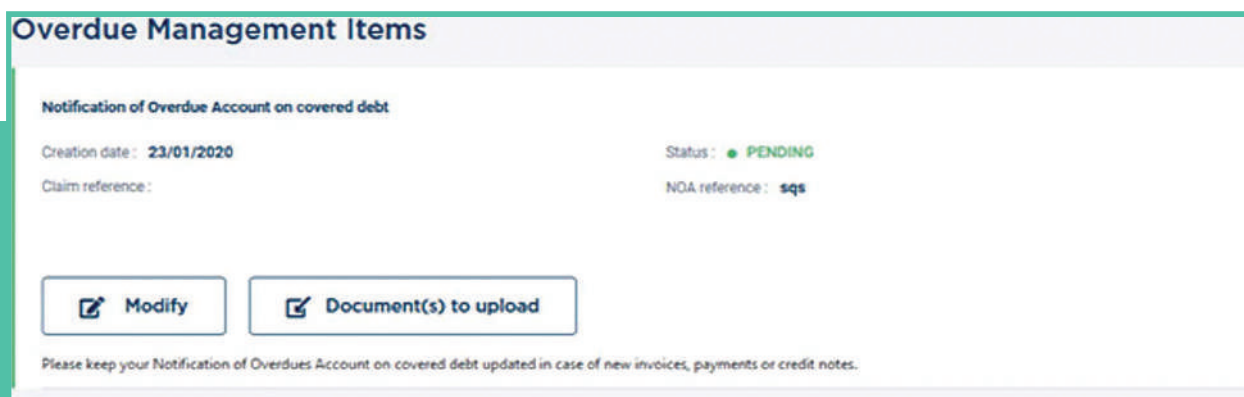 Overdue Management Items
Notification of Overdue Account on covered debt
Creation date : 23/01/2020
Status : PENDING
Claim reference :
NOA reference : sqs
Modify
Document(s) to upload
Please keep your Notification of Overdues Account on covered debt updated in case of new invoices, payments or credit notes.